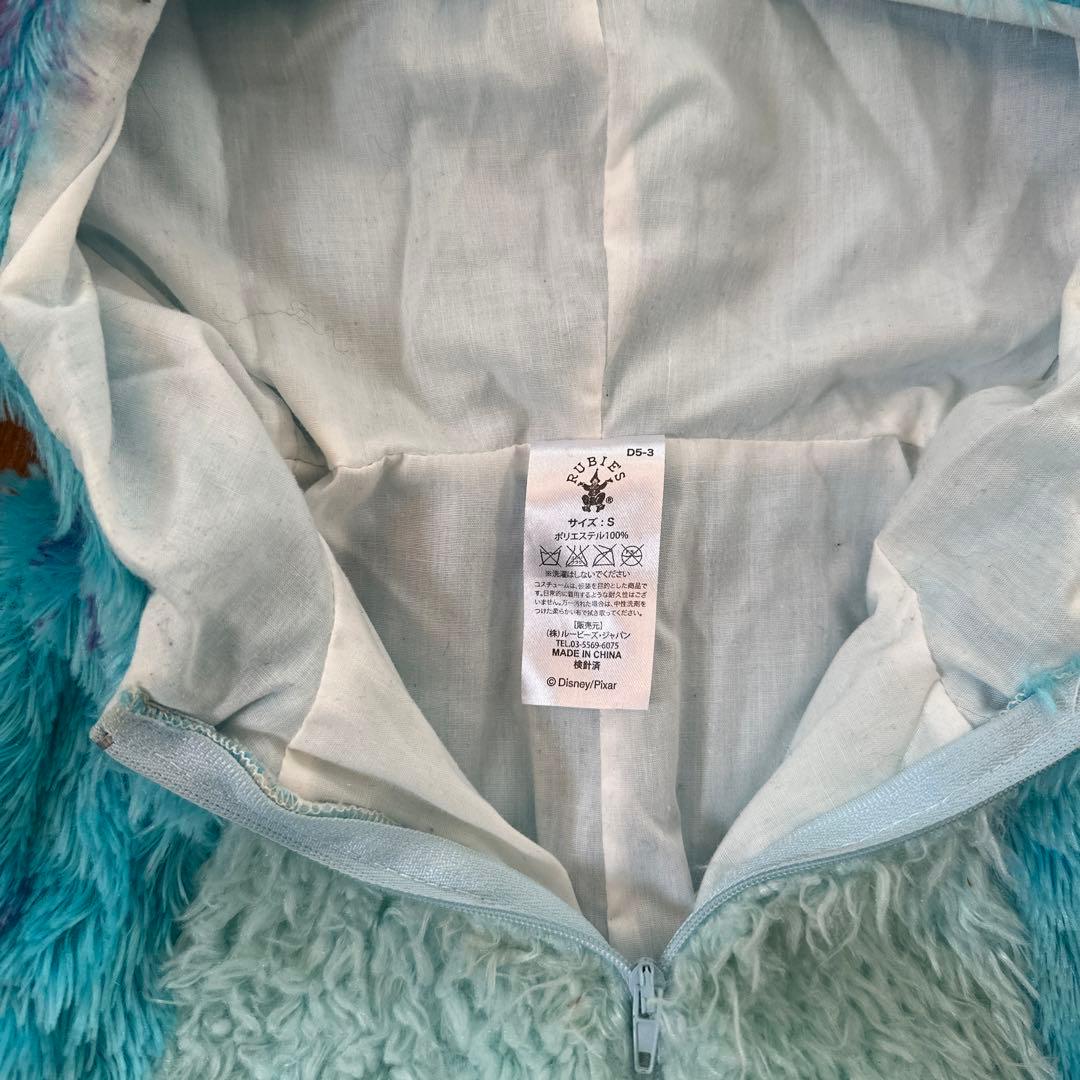 D5-3
RUBIES
®
サイズ : S
ポリエステル100%
※洗濯はしないでください
コスチュームは、仮装を目的とした商品で
す。日常的に着用するような耐久性はござ
いません。万一汚れた場合は、中性洗剤を
つけた柔らかい布で拭き取ってください。
[販売元]
(株)ルービーズ・ジャパン
TEL.03-5569-6075
MADE IN CHINA
検針済
© Disney/Pixar